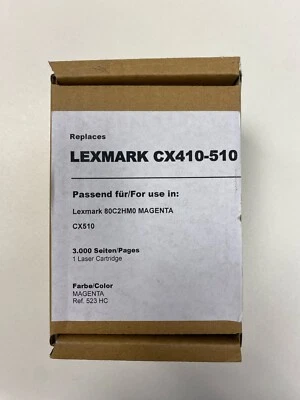 Replaces
LEXMARK CX410-510
Passend für/For use in:
Lexmark 80C2HM0 MAGENTA
CX510
3.000 Seiten/Pages
1 Laser Cartridge
Farbe/Color
MAGENTA
Ref. 523 HC